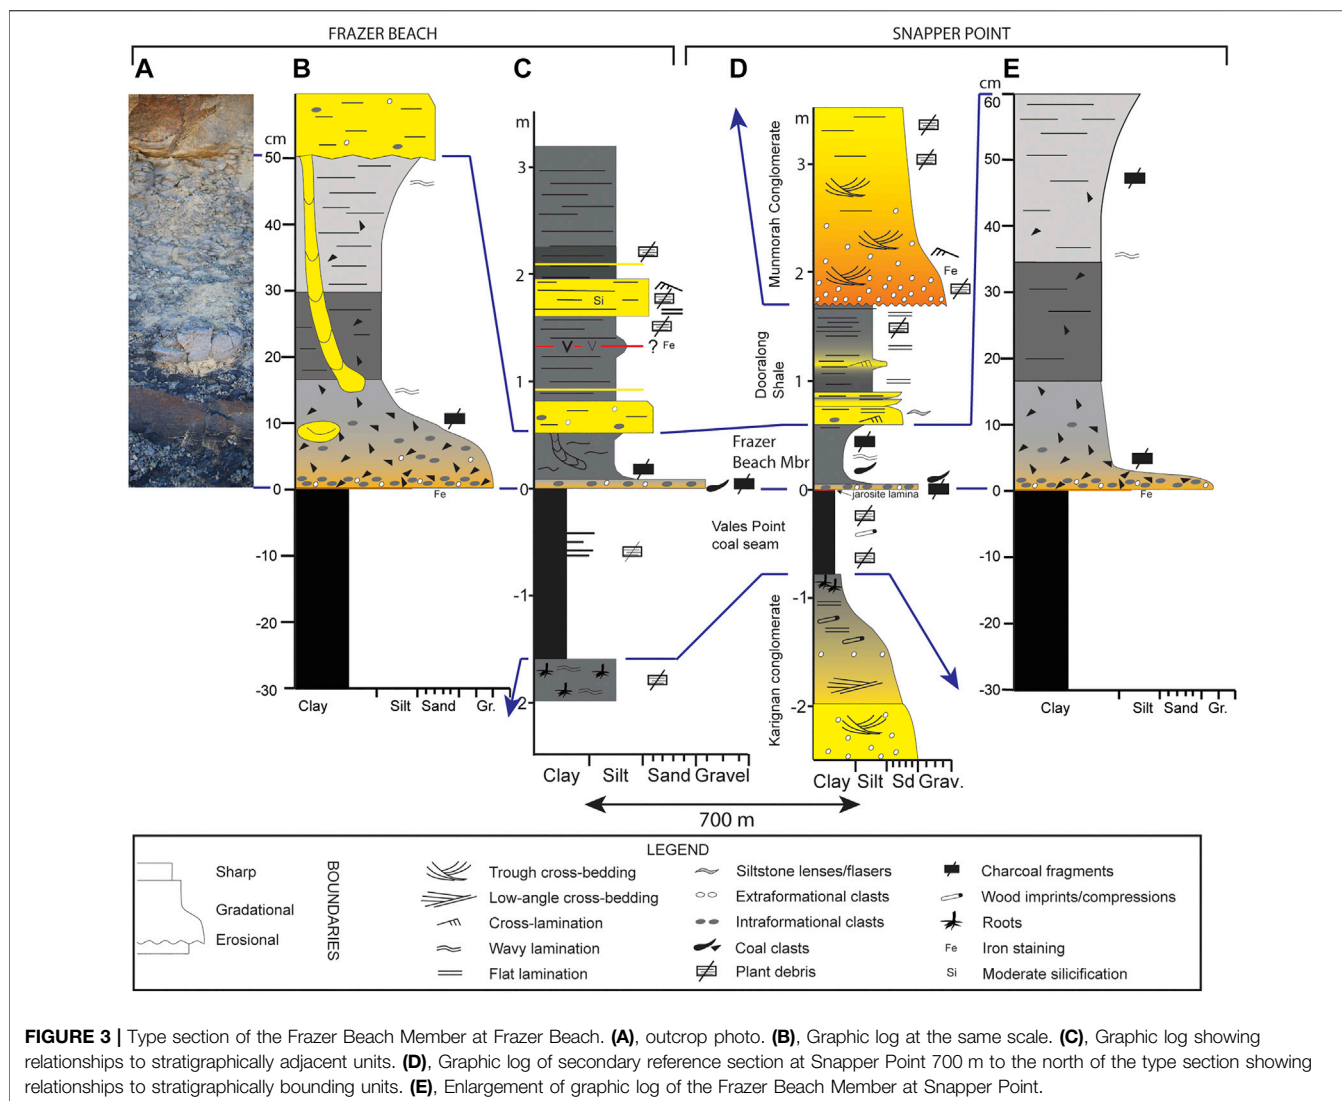 FRAZER BEACH
SNAPPER POINT
A
B
C
D
E
cm
50
40
30
20
10
0
-10
-20
-30
Fe
Clay
Silt
Sand
Gr.
m
3
2
1
0
-1
-2
Si
V V
? Fe
Clay
Silt
Sand
Gravel
Frazer
Beach Mbr
Vales Point
coal seam
Munmorah Conglomerate
Dooralong
Shale
Karignan conglomerate
m
3
2
1
0
-1
-2
Fe
jarosite lamina
Clay
Silt
Sd
Grav.
700 m
cm
60
50
40
30
20
10
0
-10
-20
-30
Fe
Clay
Silt
Sand
Gr.
LEGEND
Sharp
Gradational
Erosional
BOUNDARIES
Trough cross-bedding
Low-angle cross-bedding
Cross-lamination
Wavy lamination
Flat lamination
Siltstone lenses/flasers
Extraformational clasts
Intraformational clasts
Coal clasts
Plant debris
Charcoal fragments
Wood imprints/compressions
Roots
Fe Iron staining
Si Moderate silicification
FIGURE 3 | Type section of the Frazer Beach Member at Frazer Beach. (A), outcrop photo. (B), Graphic log at the same scale. (C), Graphic log showing
relationships to stratigraphically adjacent units. (D), Graphic log of secondary reference section at Snapper Point 700 m to the north of the type section showing
relationships to stratigraphically bounding units. (E), Enlargement of graphic log of the Frazer Beach Member at Snapper Point.